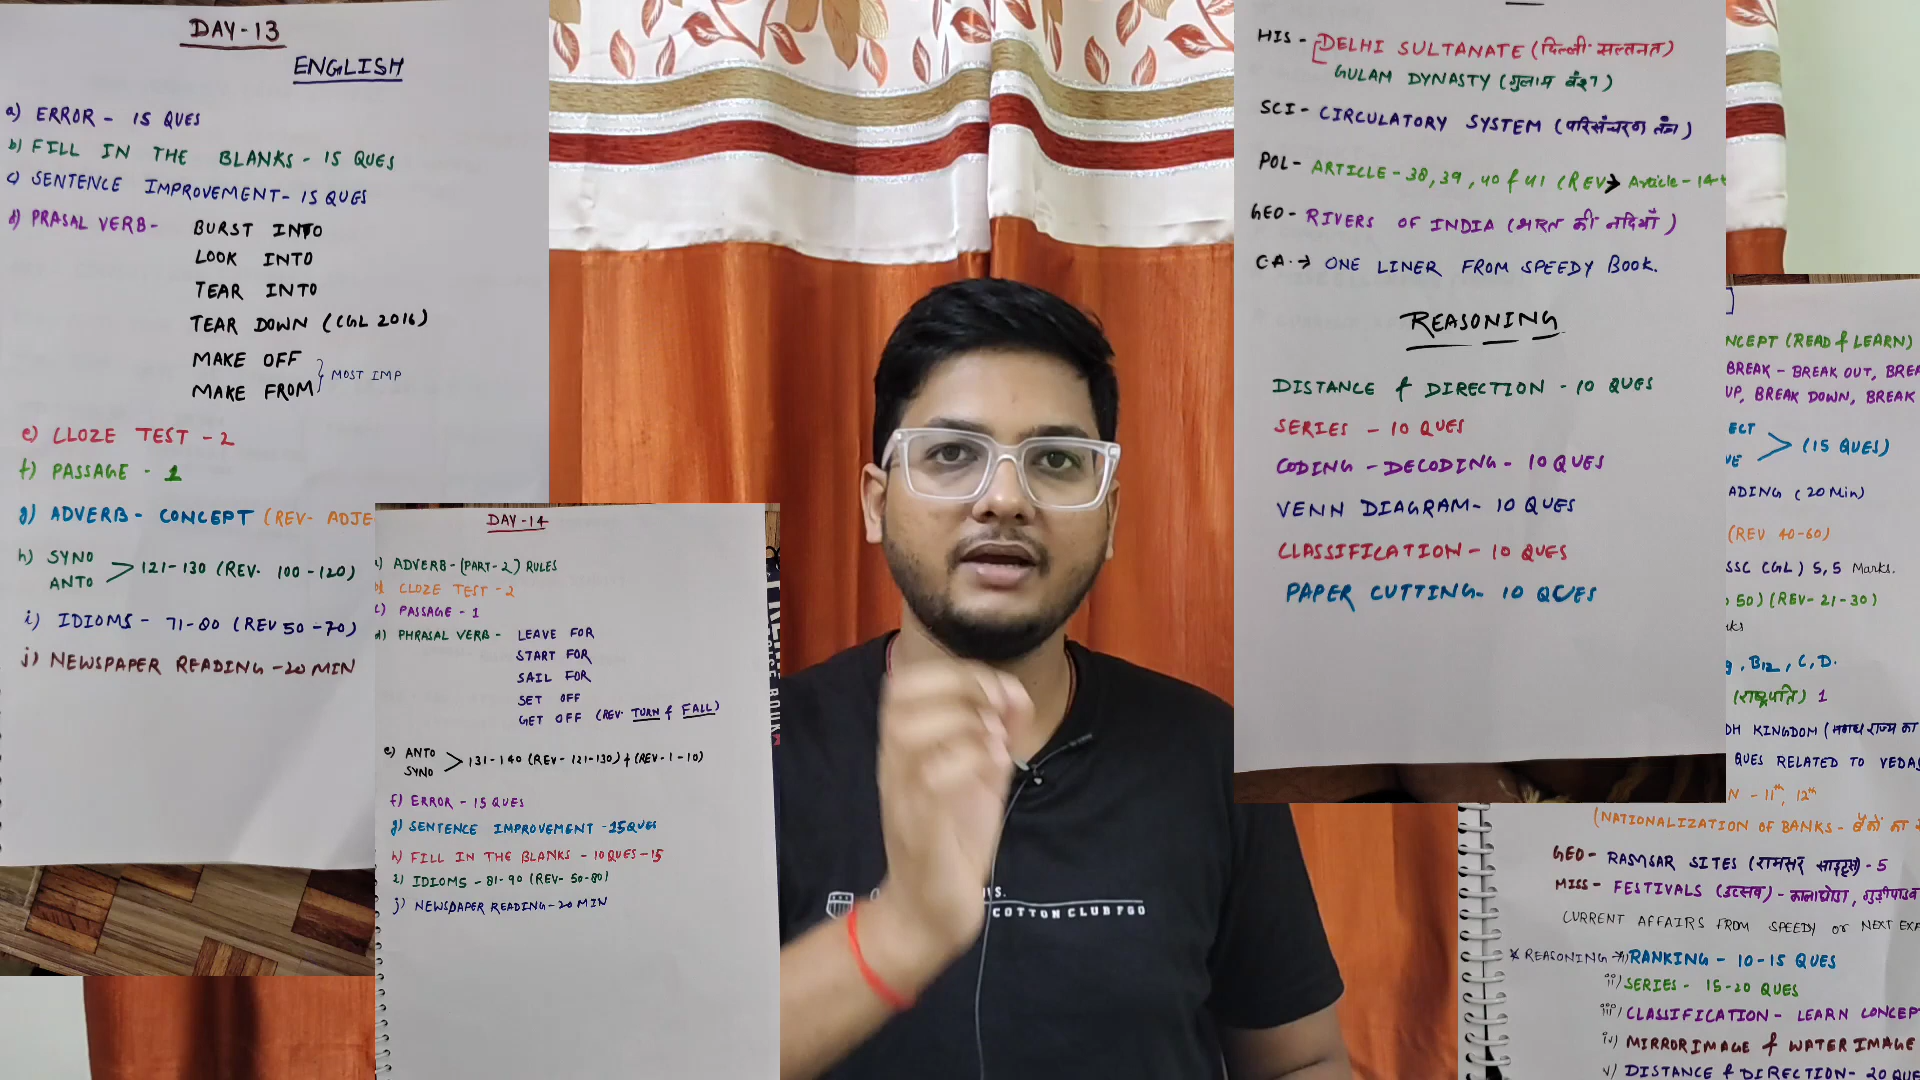 DAY-13
ENGLISH
a) ERROR - 15 QUES
b) FILL IN THE BLANKS - 15 QUES
c) SENTENCE IMPROVEMENT - 15 QUES
d) PRASAL VERB - BURST INTO
LOOK INTO
TEAR INTO
TEAR DOWN (CGL 2016)
MAKE OFF
MAKE FROM } MOST IMP
e) CLOZE TEST - 2
f) PASSAGE - 1
g) ADVERB - CONCEPT (REV- ADJE
h) SYNO
ANTO > 121-130 (REV. 100-120)
i) IDIOMS - 71-80 (REV 50-70)
j) NEWSPAPER READING - 20 MIN
DAY-14
ADVERB - (PART-2) RULES
CLOZE TEST - 2
c) PASSAGE - 1
d) PHRASAL VERB - LEAVE FOR
START FOR
SAIL FOR
SET OFF
GET OFF (REV. TURN & FALL)
e) ANTO
SYNO > 131-140 (REV- 121-130) & (REV-1-10)
f) ERROR - 15 QUES
g) SENTENCE IMPROVEMENT - 15 QUES
h) FILL IN THE BLANKS - 10 QUES - 15
i) IDIOMS - 81-90 (REV- 50-80)
j) NEWSPAPER READING - 20 MIN
S.
COTTON CLUB FGO
HIS - DELHI SULTANATE (दिल्ली सल्तनत)
GULAM DYNASTY (गुलाम वंश)
SCI - CIRCULATORY SYSTEM (परिसंचरण तंत्र)
POL - ARTICLE - 38, 39, 40 & 41 (REV → Article - 14-
GEO - RIVERS OF INDIA (भारत की नदियाँ)
C.A. → ONE LINER FROM SPEEDY BOOK.
REASONING
DISTANCE & DIRECTION - 10 QUES
SERIES - 10 QUES
CODING - DECODING - 10 QUES
VENN DIAGRAM - 10 QUES
CLASSIFICATION - 10 QUES
PAPER CUTTING - 10 QUES
NCEPT (READ & LEARN)
BREAK - BREAK OUT, BREA
UP, BREAK DOWN, BREAK
ECT
VE > (15 QUES)
ADING (20 Min)
(REV 40-60)
SSC CGL) 5, 5 Marks.
50) (REV- 21-30)
ks
, B12, C, D.
(राष्ट्रपति) 1
DH KINGDOM (मगध राज्य का
QUES RELATED TO VEDAS
N - 11th, 12th
(NATIONALIZATION OF BANKS - बैंकों का
GEO - RAMSAR SITES (रामसर साइट्स) - 5
MISS - FESTIVALS (उत्सव) - कालाघोड़ा, गुड़ीपाडव
CURRENT AFFAIRS FROM SPEEDY or NEXT EXA
* REASONING → i) RANKING - 10-15 QUES
ii) SERIES - 15-20 QUES
iii) CLASSIFICATION - LEARN CONCEPT
iv) MIRROR IMAGE & WATER IMAGE
v) DISTANCE & DIRECTION - 20 QUE